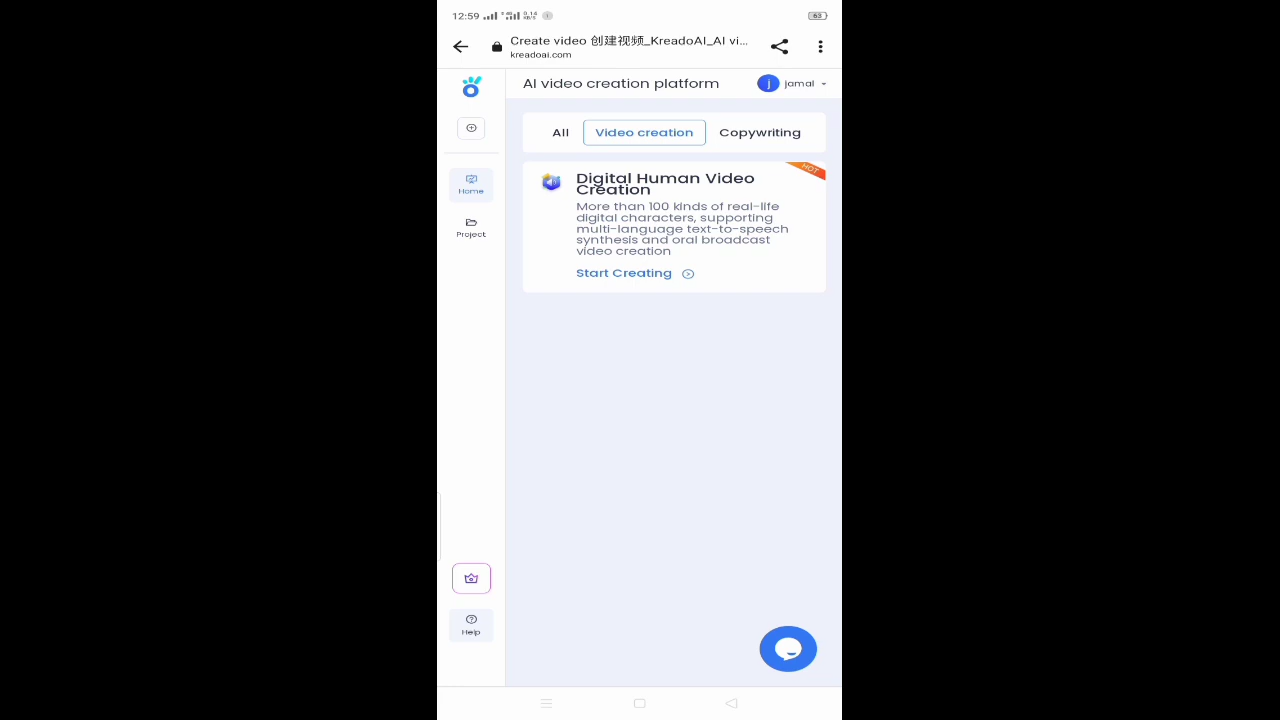 12:59
63
Create video 创建视频_KreadoAI_AI vi...
kreadoai.com
AI video creation platform
j
jamal
All
Video creation
Copywriting
HOT
Digital Human Video
Creation
More than 100 kinds of real-life
digital characters, supporting
multi-language text-to-speech
synthesis and oral broadcast
video creation
Start Creating
Home
Project
Help